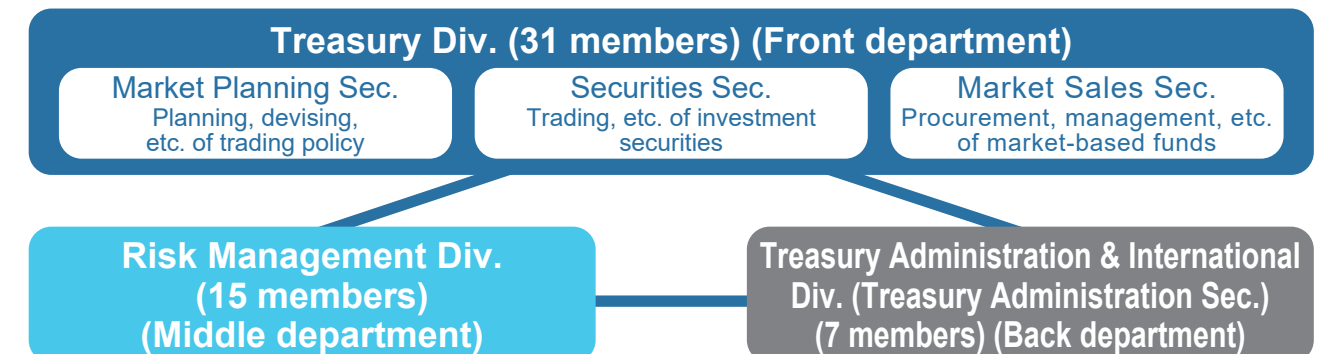 Treasury Div. (31 members) (Front department)
Market Planning Sec.
Planning, devising,
etc. of trading policy
Securities Sec.
Trading, etc. of investment
securities
Market Sales Sec.
Procurement, management, etc.
of market-based funds
Risk Management Div.
(15 members)
(Middle department)
Treasury Administration & International
Div. (Treasury Administration Sec.)
(7 members) (Back department)